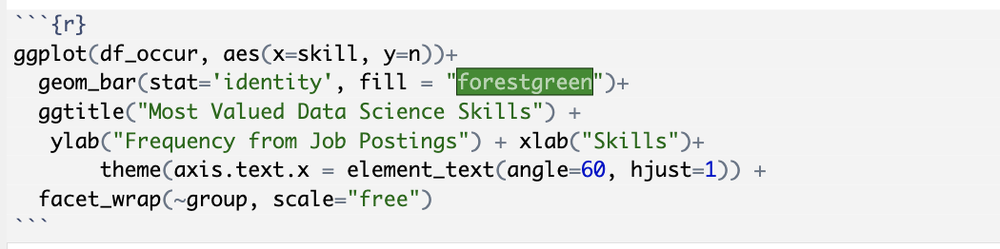 ```{r}
ggplot(df_occur, aes(x=skill, y=n))+
  geom_bar(stat='identity', fill = "forestgreen")+
  ggtitle("Most Valued Data Science Skills") +
   ylab("Frequency from Job Postings") + xlab("Skills")+
       theme(axis.text.x = element_text(angle=60, hjust=1)) +
  facet_wrap(~group, scale="free")
```